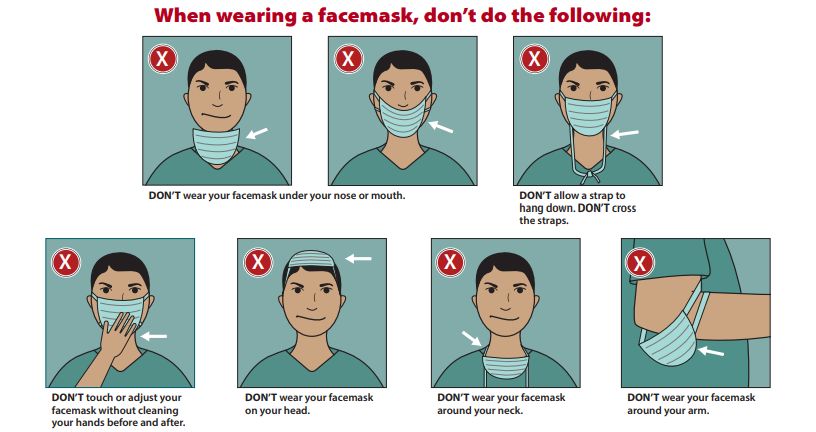 When wearing a facemask, don't do the following:
X
X
X
DON'T wear your facemask under your nose or mouth.
DON'T allow a strap to
hang down. DON'T cross
the straps.
X
X
X
X
DON'T touch or adjust your
facemask without cleaning
your hands before and after.
DON'T wear your facemask
on your head.
DON'T wear your facemask
around your neck.
DON'T wear your facemask
around your arm.